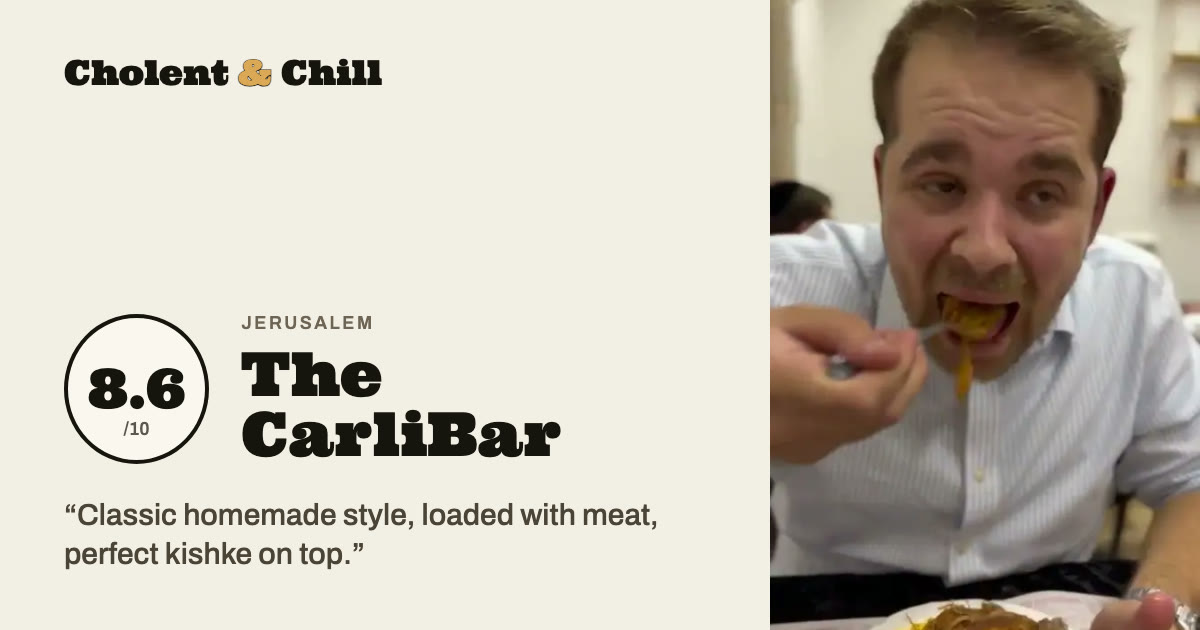 Cholent & Chill
8.6
/10
JERUSALEM
The
CarliBar
“Classic homemade style, loaded with meat,
perfect kishke on top.”